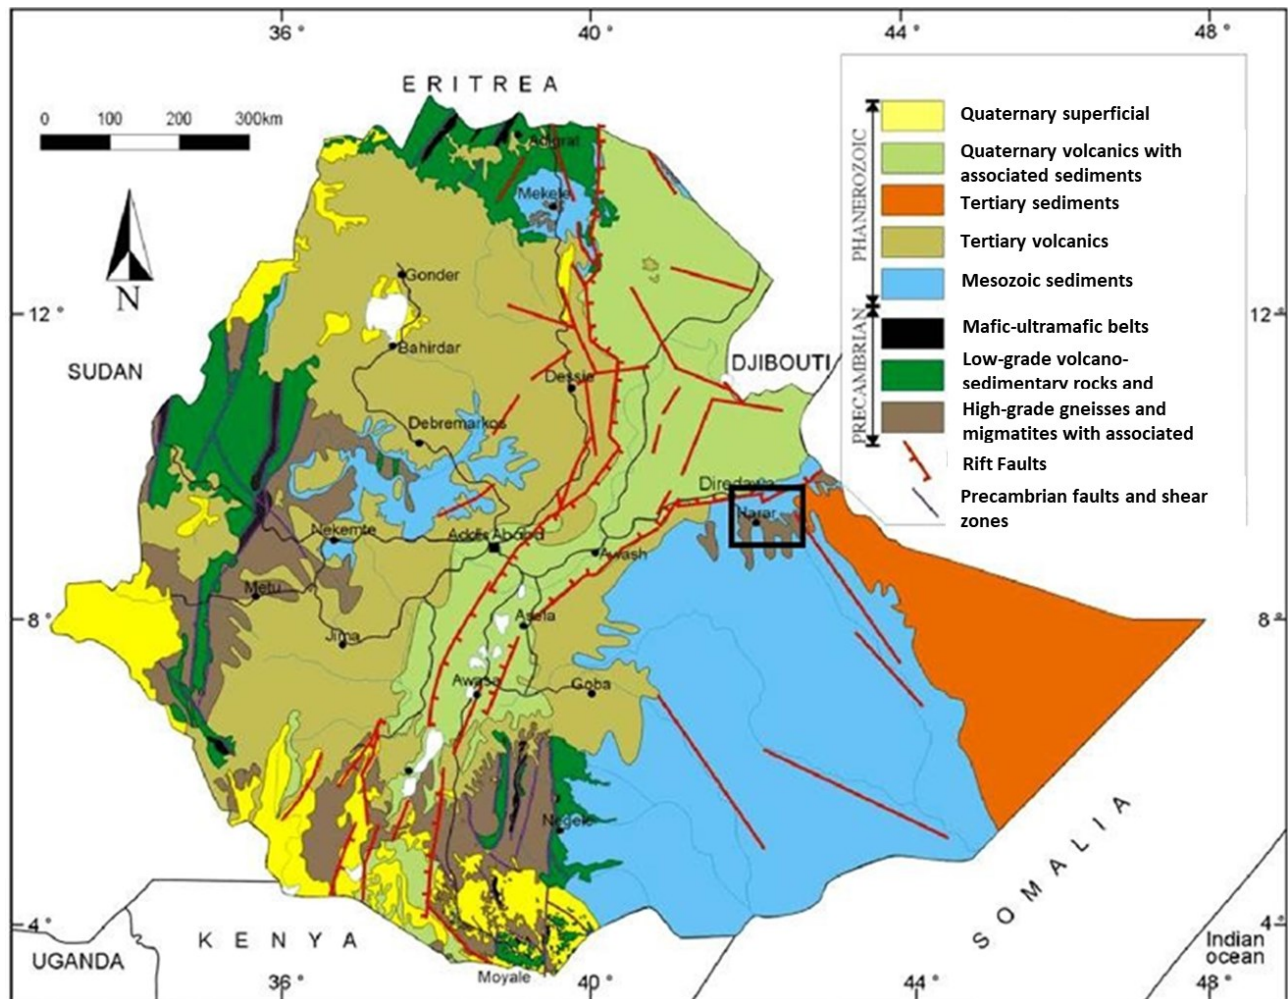 36 °
40 °
44 °
48 °
ERITREA
0 100 200 300km
N
12 °
8 °
4 °
12 °
8 °
4 °
SUDAN
DJIBOUTI
SOMALIA
KENYA
UGANDA
Indian
ocean
Adigrat
Mekele
Gonder
Bahirdar
Dessie
Debremarkos
Diredawa
Harar
Nekemte
Addis Ababa
Awash
Metu
Jima
Asela
Awasa
Goba
Negele
Moyale
PHANEROZOIC
PRECAMBRIAN
Quaternary superficial
Quaternary volcanics with
associated sediments
Tertiary sediments
Tertiary volcanics
Mesozoic sediments
Mafic-ultramafic belts
Low-grade volcano-
sedimentary rocks and
High-grade gneisses and
migmatites with associated
Rift Faults
Precambrian faults and shear
zones
36 °
40 °
44 °
48 °